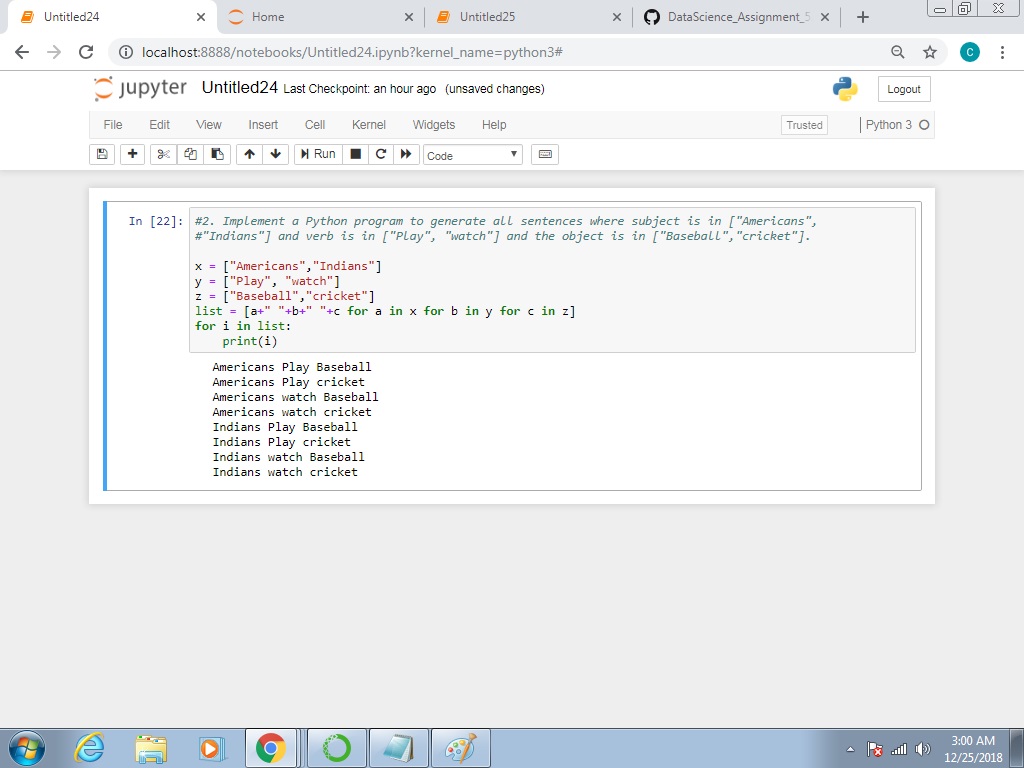 Untitled24
Home
Untitled25
DataScience_Assignment_5
localhost:8888/notebooks/Untitled24.ipynb?kernel_name=python3#
C
jupyter Untitled24 Last Checkpoint: an hour ago (unsaved changes)
Logout
File Edit View Insert Cell Kernel Widgets Help
Trusted
Python 3
Run
Code
In [22]: #2. Implement a Python program to generate all sentences where subject is in ["Americans",
#"Indians"] and verb is in ["Play", "watch"] and the object is in ["Baseball","cricket"].
x = ["Americans","Indians"]
y = ["Play", "watch"]
z = ["Baseball","cricket"]
list = [a+" "+b+" "+c for a in x for b in y for c in z]
for i in list:
    print(i)
Americans Play Baseball
Americans Play cricket
Americans watch Baseball
Americans watch cricket
Indians Play Baseball
Indians Play cricket
Indians watch Baseball
Indians watch cricket
3:00 AM
12/25/2018